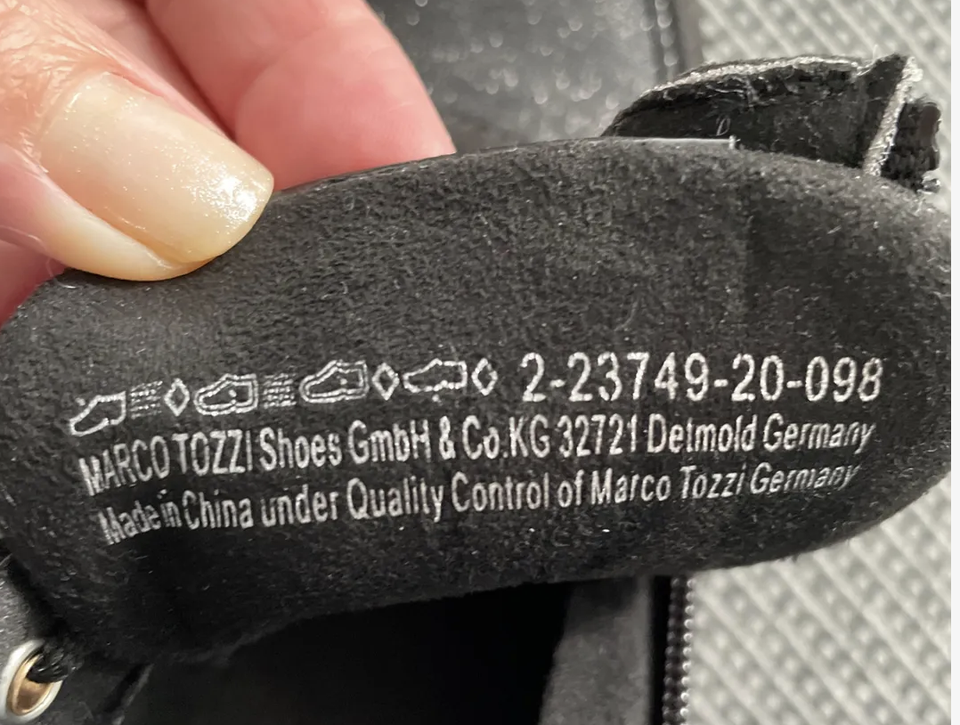 2-23749-20-098
MARCO TOZZI Shoes GmbH & Co.KG 32721 Detmold Germany
Made in China under Quality Control of Marco Tozzi Germany